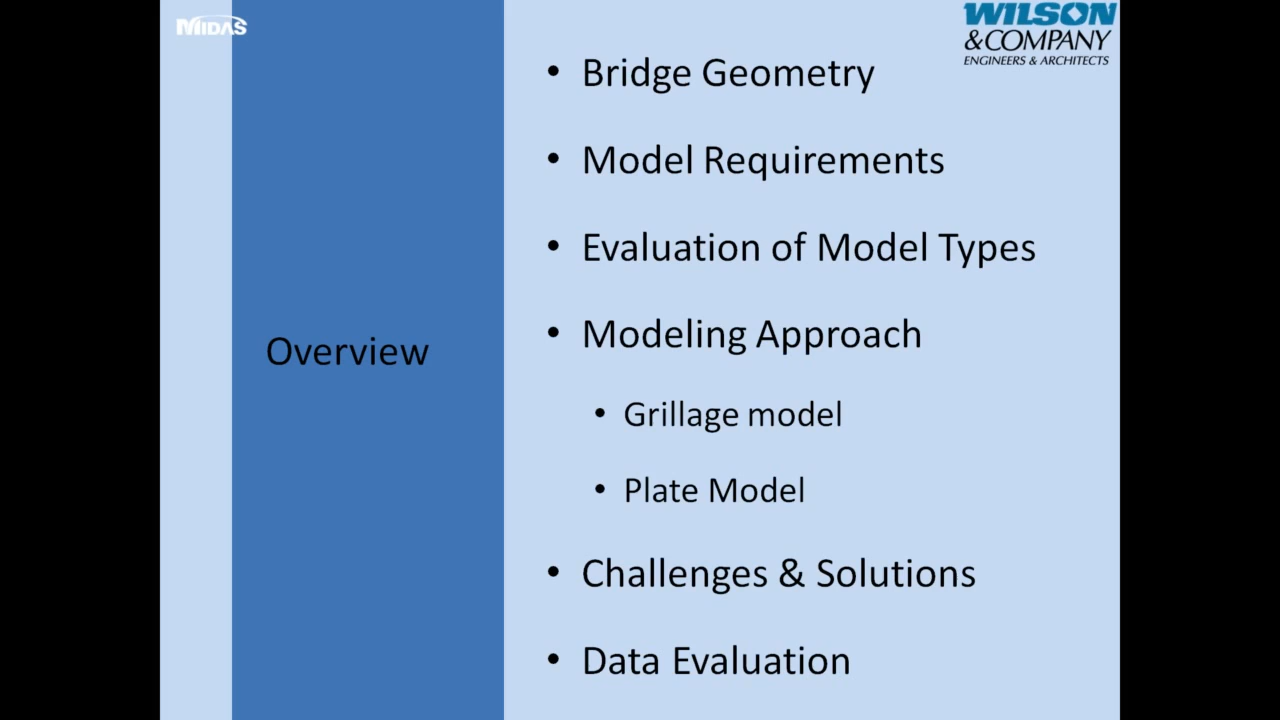 MIDAS
WILSON
&COMPANY
ENGINEERS & ARCHITECTS
Overview
• Bridge Geometry
• Model Requirements
• Evaluation of Model Types
• Modeling Approach
• Grillage model
• Plate Model
• Challenges & Solutions
• Data Evaluation